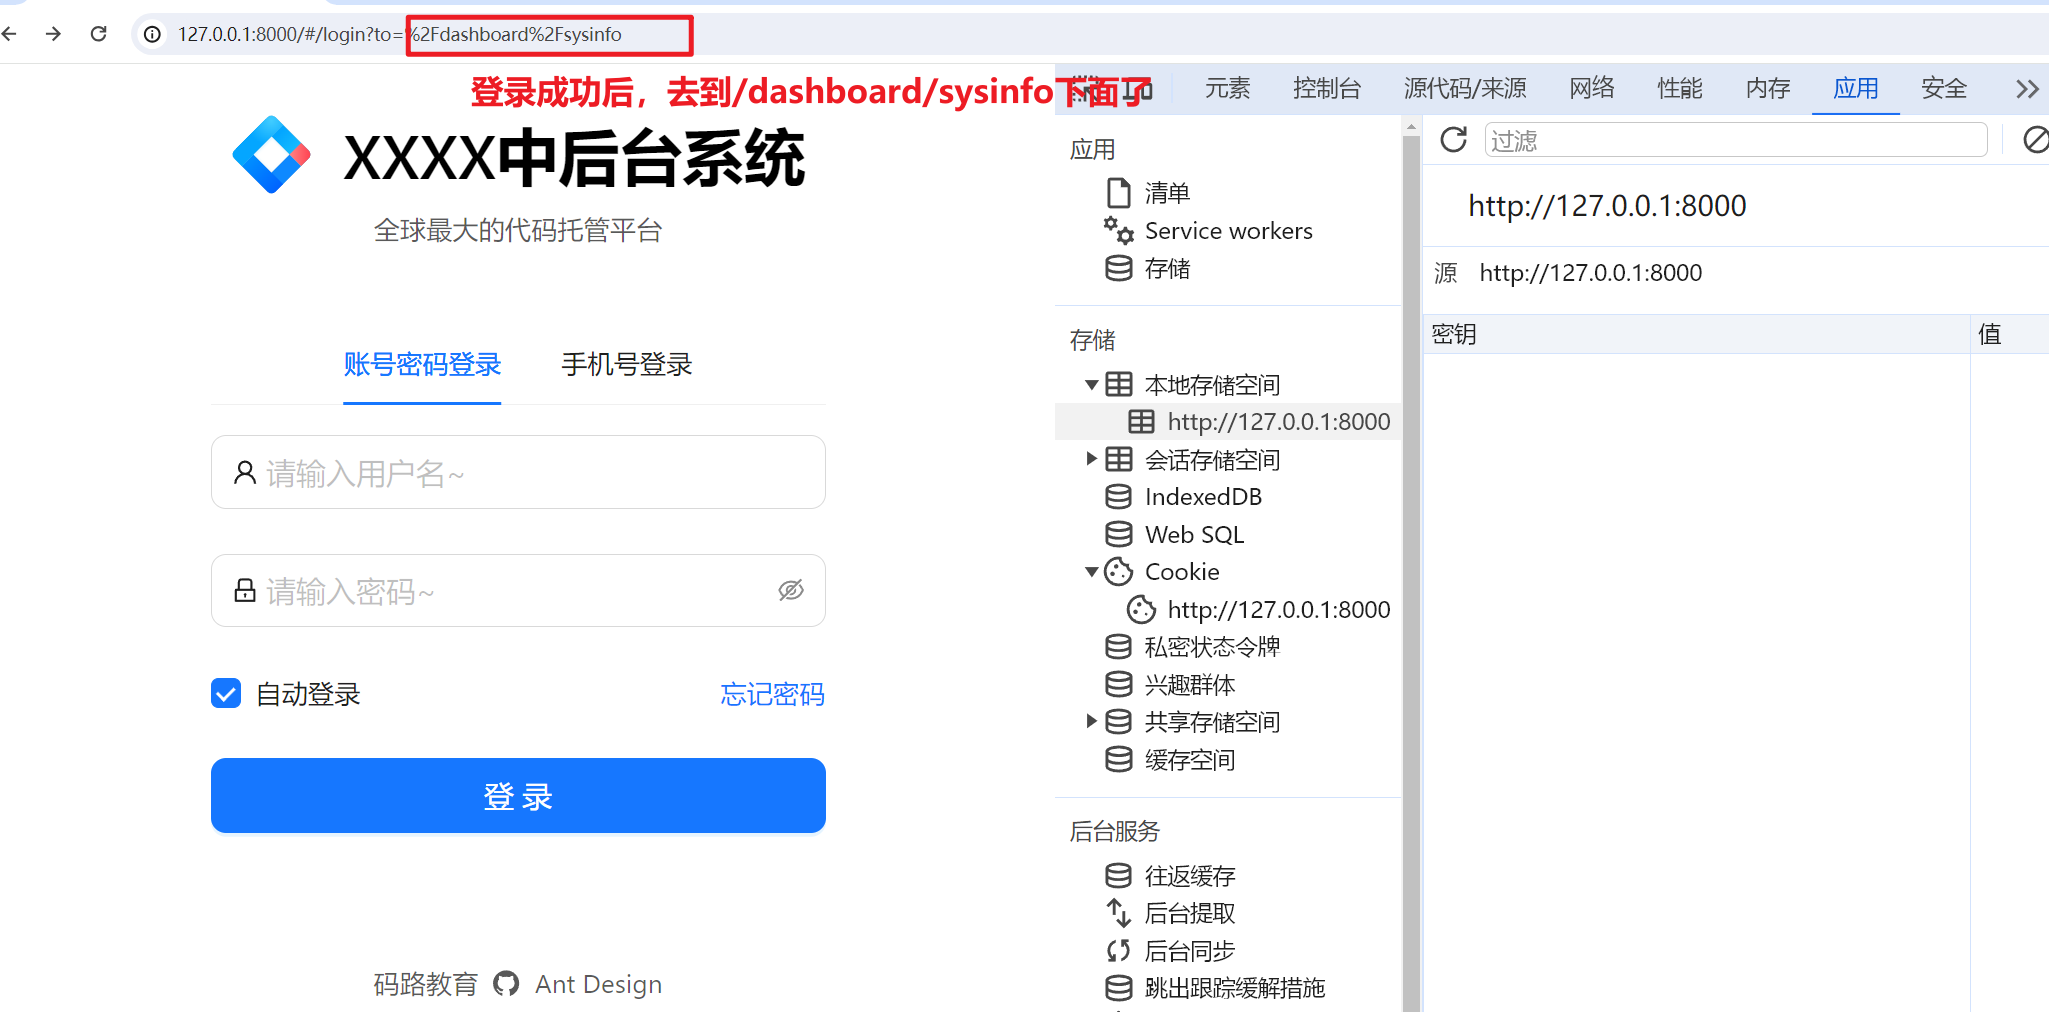 127.0.0.1:8000/#/login?to=%2Fdashboard%2Fsysinfo
登录成功后，去到/dashboard/sysinfo下面了
XXXX中后台系统
全球最大的代码托管平台
账号密码登录 手机号登录
请输入用户名~
请输入密码~
自动登录 忘记密码
登 录
码路教育 Ant Design
元素 控制台 源代码/来源 网络 性能 内存 应用 安全
应用
清单
Service workers
存储
存储
本地存储空间
http://127.0.0.1:8000
会话存储空间
IndexedDB
Web SQL
Cookie
http://127.0.0.1:8000
私密状态令牌
兴趣群体
共享存储空间
缓存空间
后台服务
往返缓存
后台提取
后台同步
跳出跟踪缓解措施
过滤
http://127.0.0.1:8000
源 http://127.0.0.1:8000
密钥 值